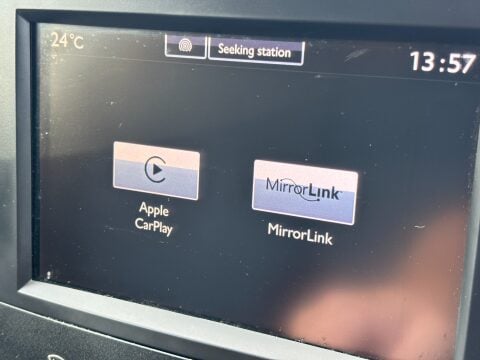 24°C
Seeking station
13:57
MirrorLink
Apple
CarPlay
MirrorLink